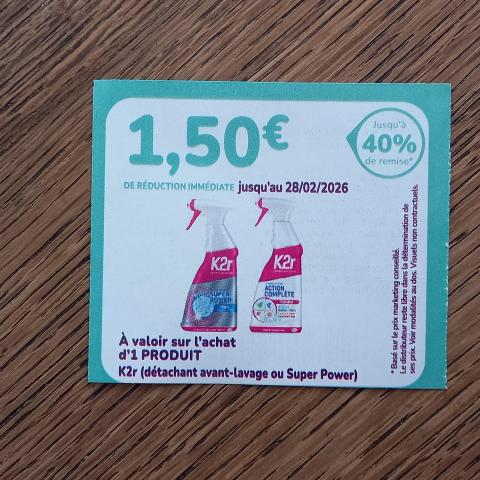 1,50€
Jusqu'à
40%
de remise*
DE RÉDUCTION IMMÉDIATE jusqu'au 28/02/2026
K2r
SUPER
POWER
K2r
ACTION
COMPLÈTE
À valoir sur l'achat
d'1 PRODUIT
K2r (détachant avant-lavage ou Super Power)
* Basé sur le prix marketing conseillé.
Le distributeur reste libre dans la détermination de
ses prix. Voir modalités au dos. Visuels non contractuels.